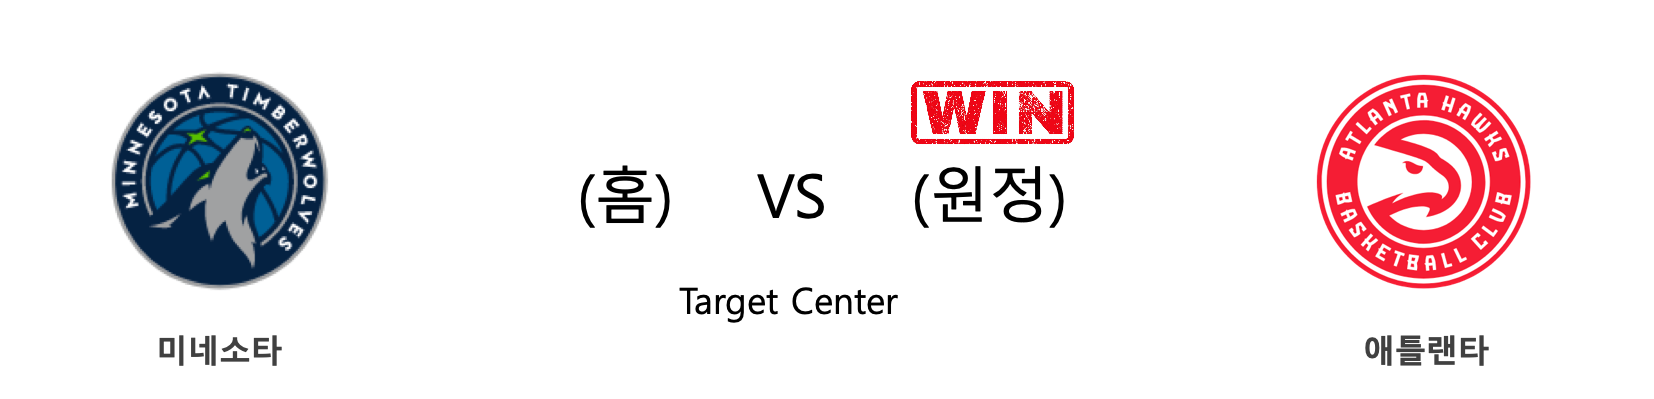 MINNESOTA TIMBERWOLVES
WIN
ATLANTA HAWKS
BASKETBALL CLUB
(홈) VS (원정)
Target Center
미네소타
애틀랜타